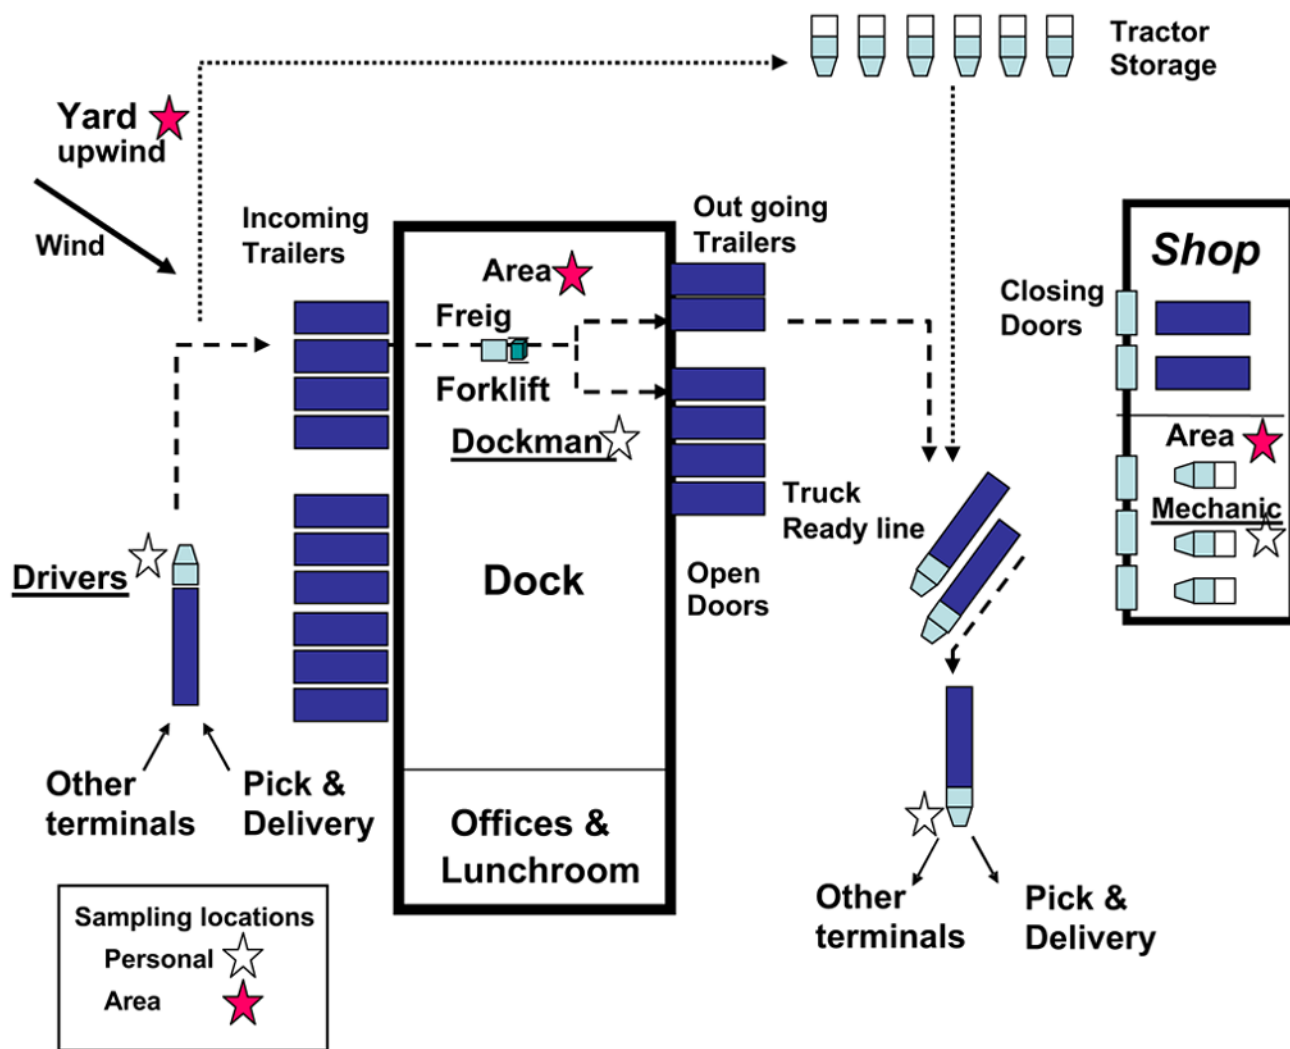 Tractor
Storage
Yard
upwind
Wind
Incoming
Trailers
Out going
Trailers
Area
Freig
Forklift
Dockman
Dock
Open
Doors
Offices &
Lunchroom
Closing
Doors
Shop
Area
Mechanic
Truck
Ready line
Drivers
Other
terminals
Pick &
Delivery
Other
terminals
Pick &
Delivery
Sampling locations
Personal
Area